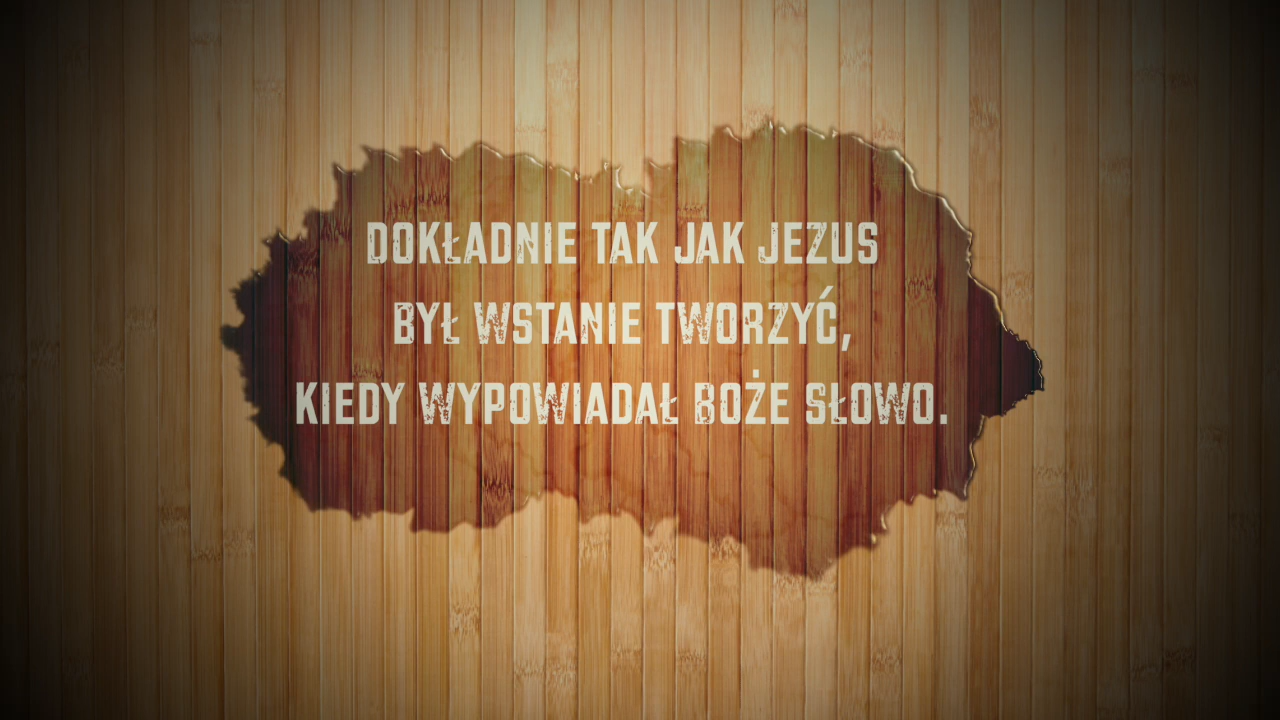 DOKŁADNIE TAK JAK JEZUS
BYŁ WSTANIE TWORZYĆ,
KIEDY WYPOWIADAŁ BOŻE SŁOWO.